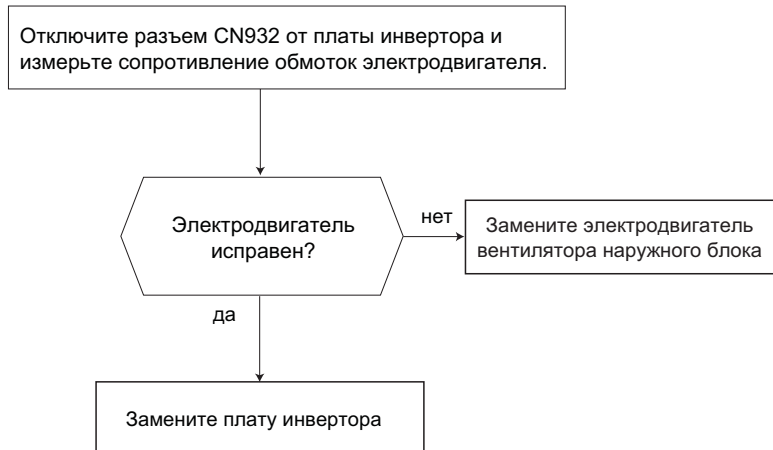 Отключите разъем CN932 от платы инвертора и
измерьте сопротивление обмоток электродвигателя.
Электродвигатель
исправен?
нет
Замените электродвигатель
вентилятора наружного блока
да
Замените плату инвертора